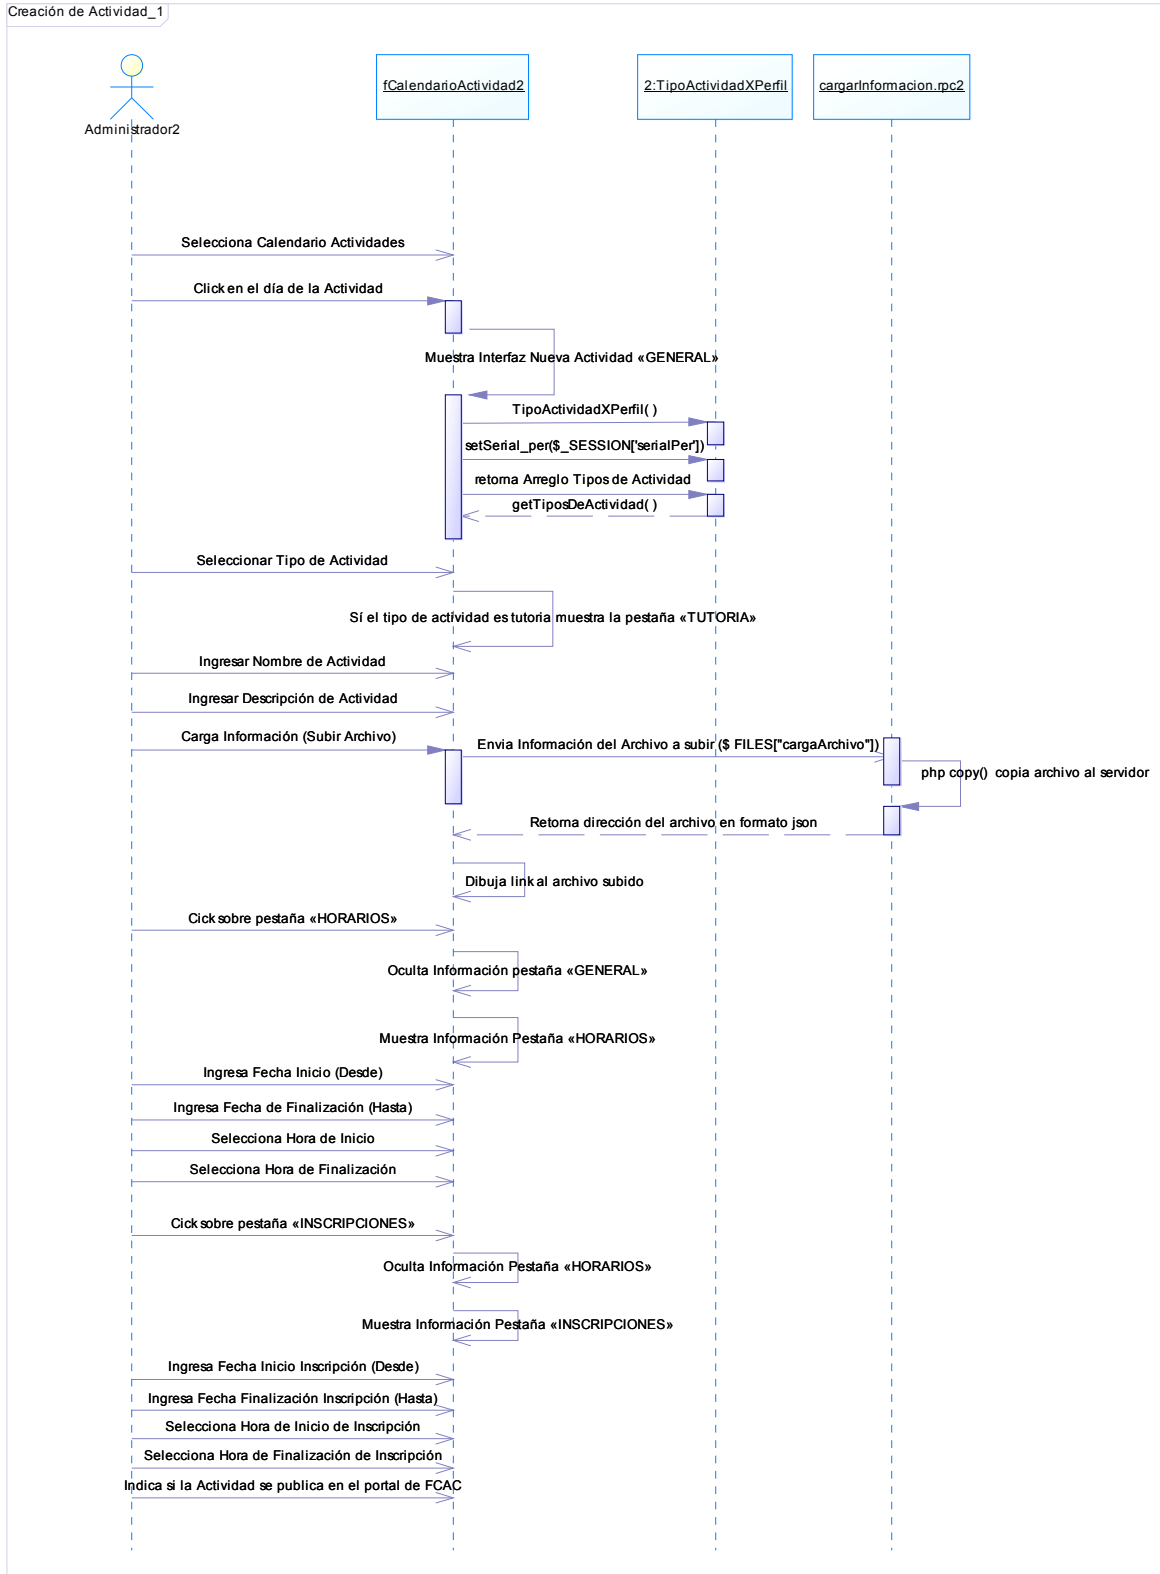 Creación de Actividad_1
Administrador2
fCalendarioActividad2
2:TipoActividadXPerfil
cargarInformacion.rpc2
Selecciona Calendario Actividades
Click en el día de la Actividad
Muestra Interfaz Nueva Actividad «GENERAL»
TipoActividadXPerfil( )
setSerial_per($_SESSION['serialPer'])
retorna Arreglo Tipos de Actividad
getTiposDeActividad( )
Seleccionar Tipo de Actividad
Sí el tipo de actividad es tutoria muestra la pestaña «TUTORIA»
Ingresar Nombre de Actividad
Ingresar Descripción de Actividad
Carga Información (Subir Archivo)
Envia Información del Archivo a subir ($ FILES["cargaArchivo"])
php copy()  copia archivo al servidor
Retorna dirección del archivo en formato json
Dibuja link al archivo subido
Cick sobre pestaña «HORARIOS»
Oculta Información pestaña «GENERAL»
Muestra Información Pestaña «HORARIOS»
Ingresa Fecha Inicio (Desde)
Ingresa Fecha de Finalización (Hasta)
Selecciona Hora de Inicio
Selecciona Hora de Finalización
Cick sobre pestaña «INSCRIPCIONES»
Oculta Información Pestaña «HORARIOS»
Muestra Información Pestaña «INSCRIPCIONES»
Ingresa Fecha Inicio Inscripción (Desde)
Ingresa Fecha Finalización Inscripción (Hasta)
Selecciona Hora de Inicio de Inscripción
Selecciona Hora de Finalización de Inscripción
Indica si la Actividad se publica en el portal de FCAC